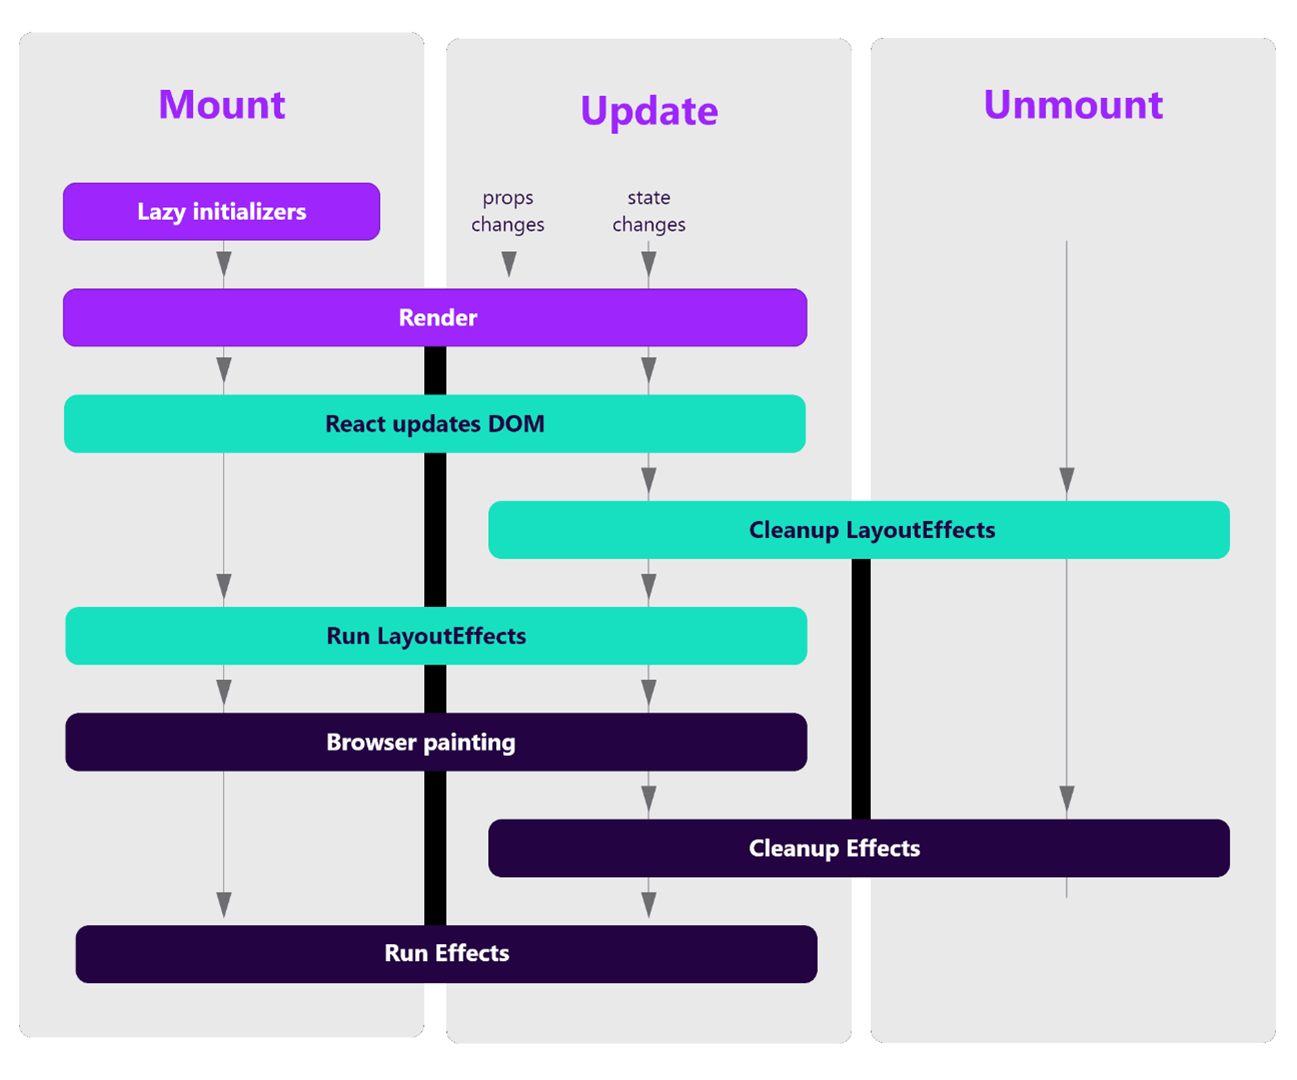 Mount
Update
Unmount
Lazy initializers
props
changes
state
changes
Render
React updates DOM
Cleanup LayoutEffects
Run LayoutEffects
Browser painting
Cleanup Effects
Run Effects